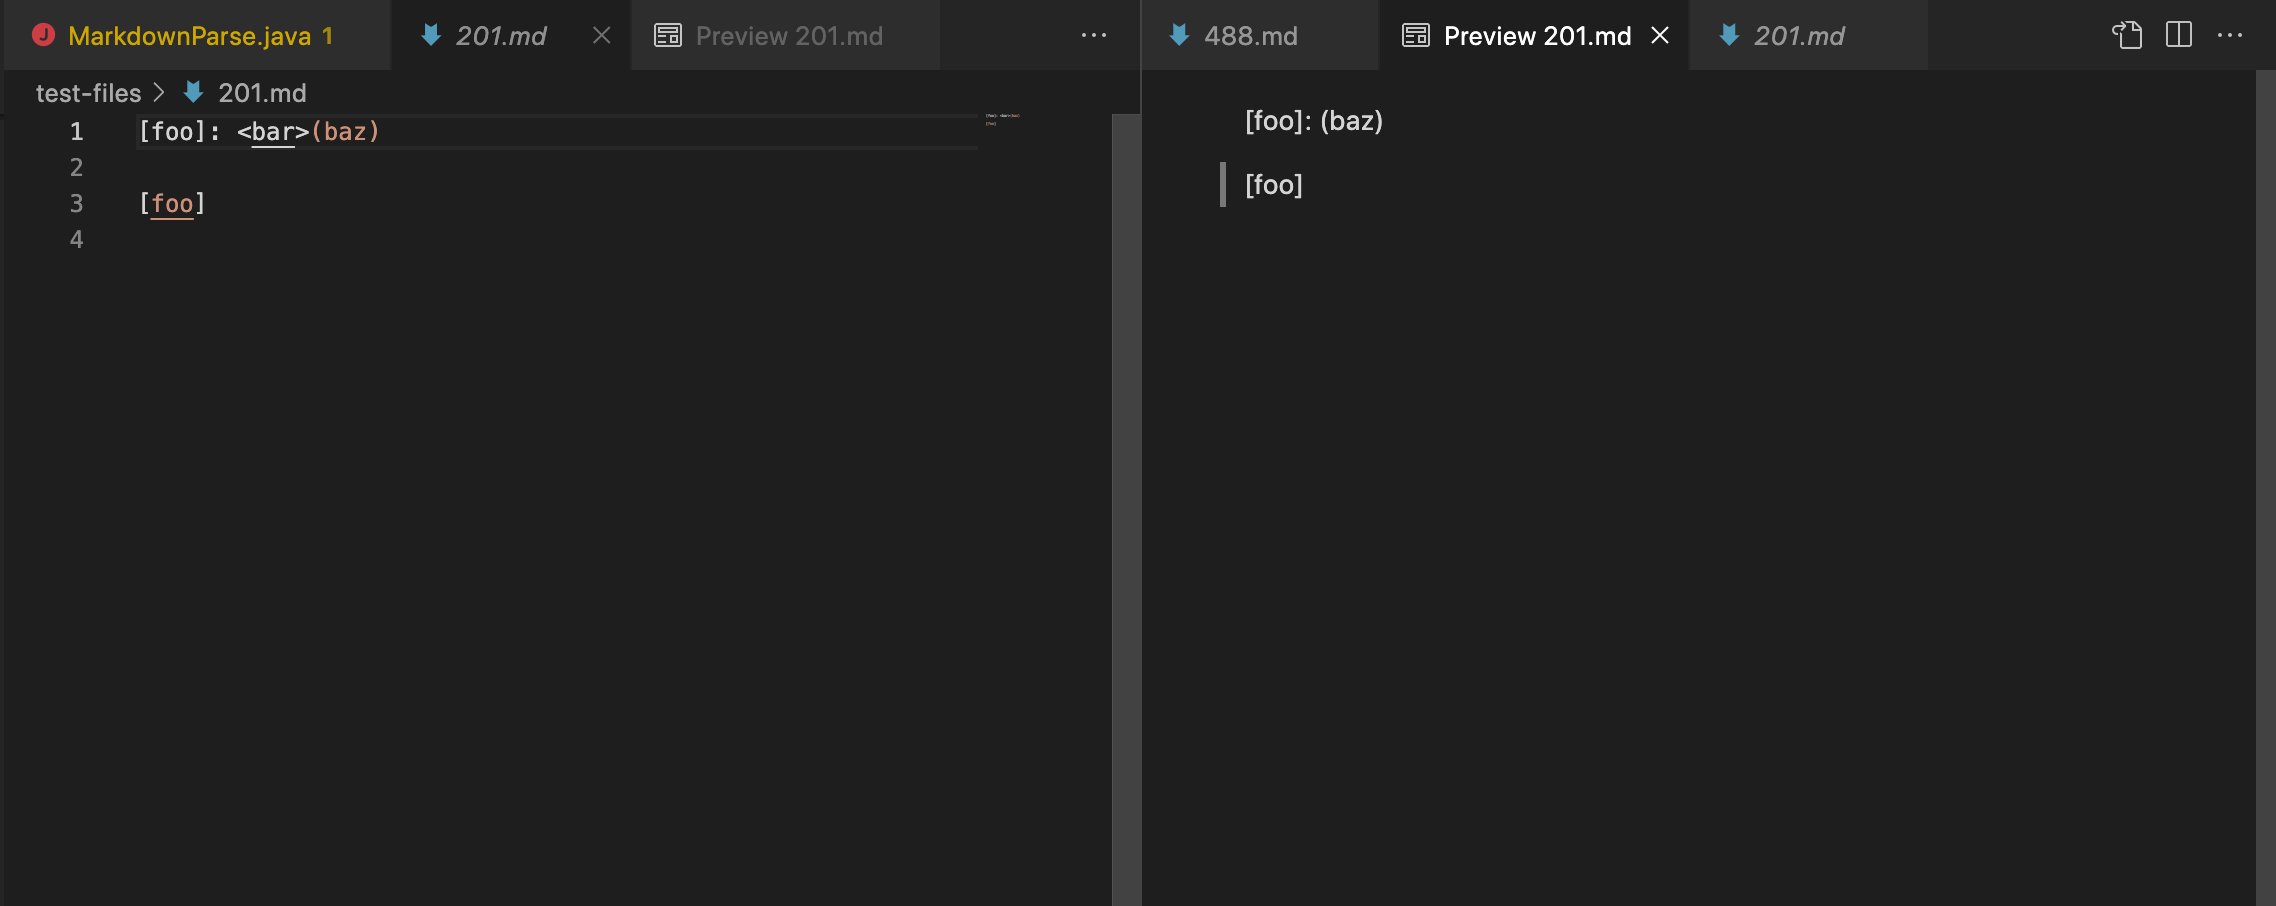 MarkdownParse.java 1
201.md
Preview 201.md
488.md
Preview 201.md
201.md
test-files > 201.md
1 [foo]: <bar>(baz)
2
3 [foo]
4
[foo]: (baz)
[foo]